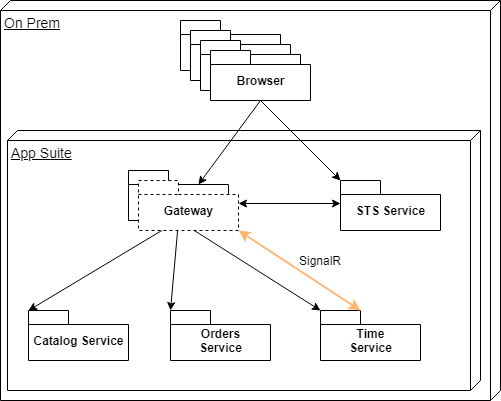 On Prem
Browser
App Suite
Gateway
STS Service
SignalR
Catalog Service
Orders
Service
Time
Service